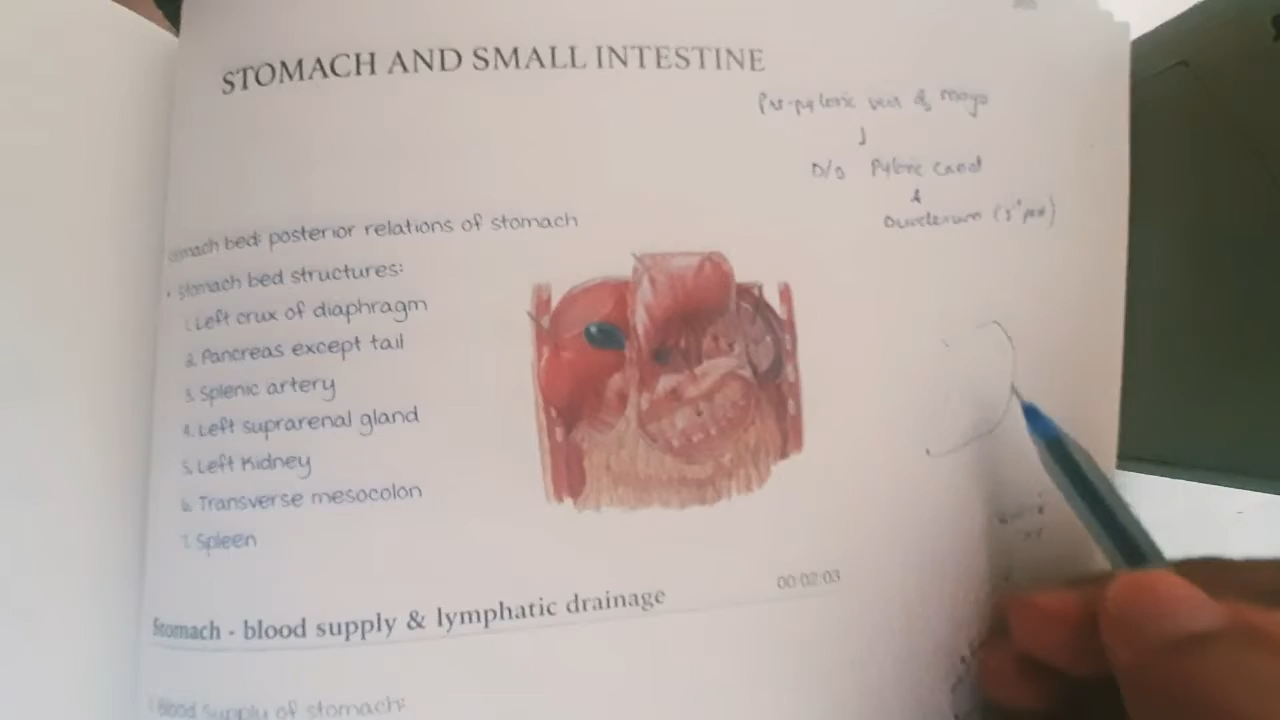 STOMACH AND SMALL INTESTINE
Pre-pyloric vein of mayo
D/b Pyloric canal
&
Duodenum (1st part)
stomach bed: posterior relations of stomach
• stomach bed structures:
1. Left crux of diaphragm
2. Pancreas except tail
3. Splenic artery
4. Left suprarenal gland
5. Left Kidney
6. Transverse mesocolon
7. Spleen
00:02:03
Stomach - blood supply & lymphatic drainage
Blood Supply of stomach: